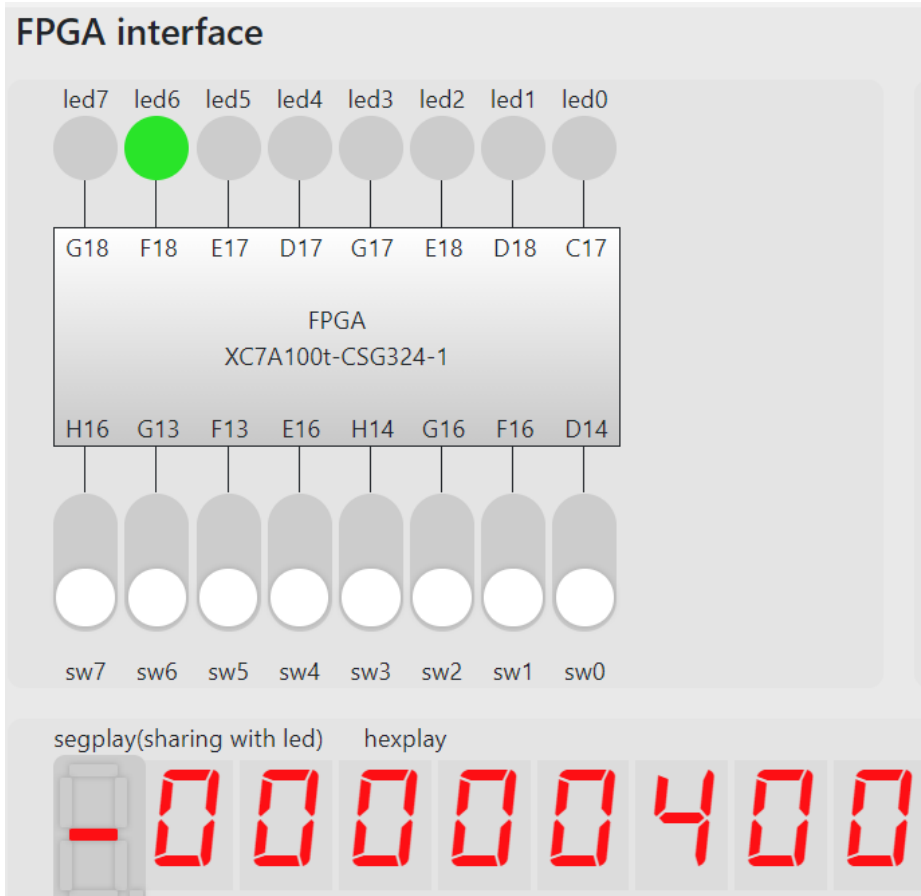 FPGA interface
led7 led6 led5 led4 led3 led2 led1 led0
G18 F18 E17 D17 G17 E18 D18 C17
FPGA
XC7A100t-CSG324-1
H16 G13 F13 E16 H14 G16 F16 D14
sw7 sw6 sw5 sw4 sw3 sw2 sw1 sw0
segplay(sharing with led) hexplay
00000400